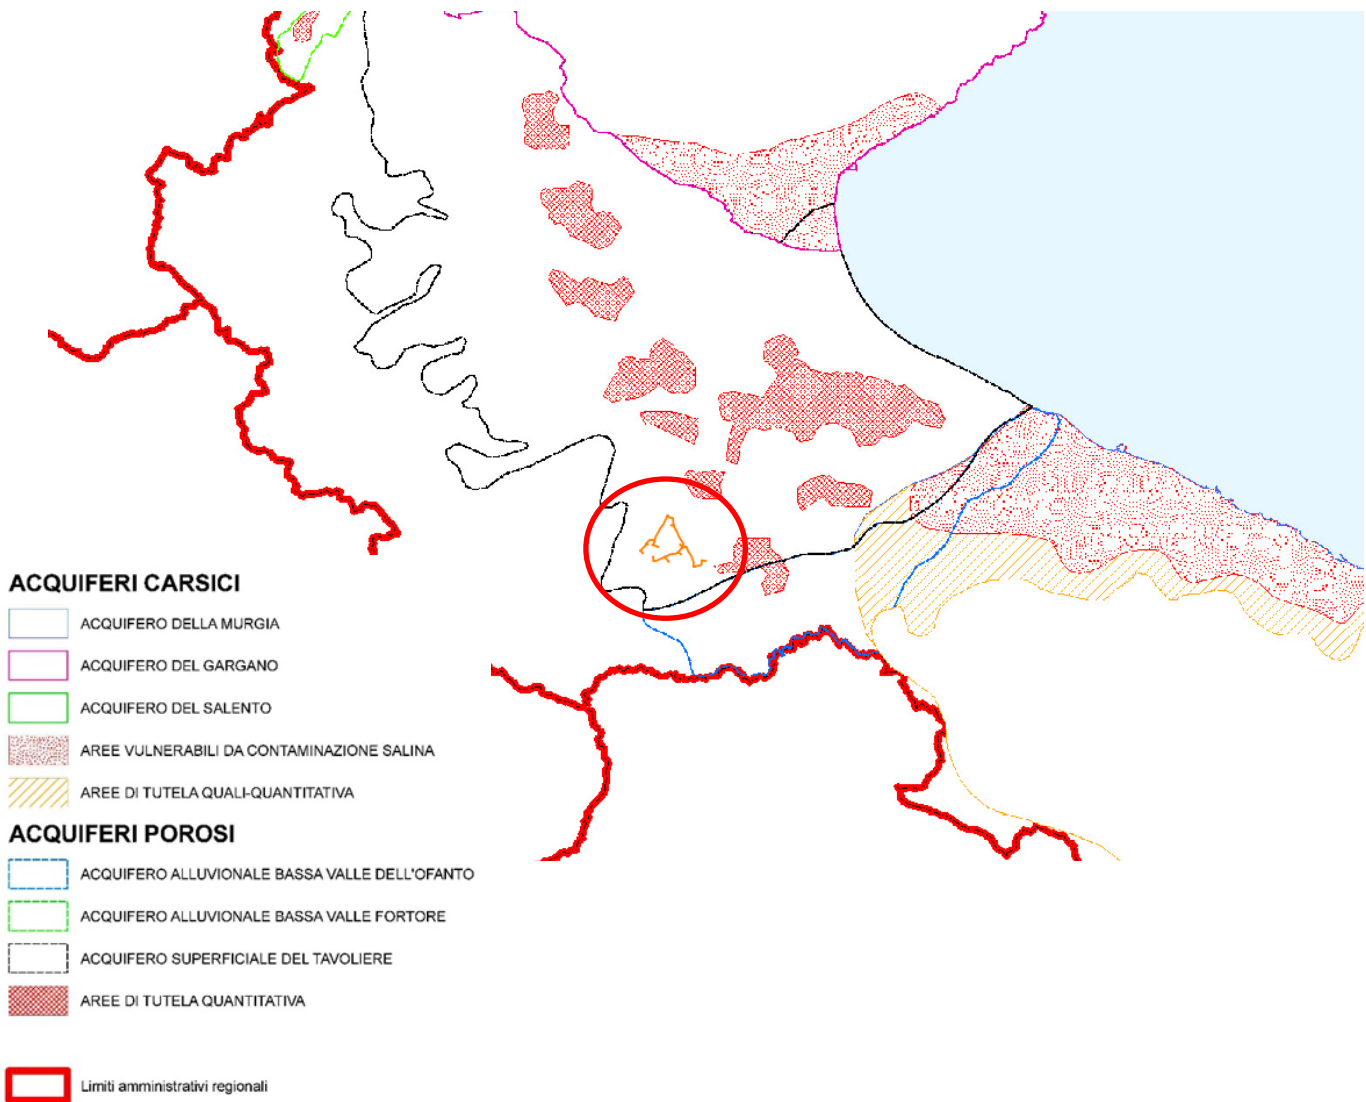 ACQUIFERI CARSICI
ACQUIFERO DELLA MURGIA
ACQUIFERO DEL GARGANO
ACQUIFERO DEL SALENTO
AREE VULNERABILI DA CONTAMINAZIONE SALINA
AREE DI TUTELA QUALI-QUANTITATIVA
ACQUIFERI POROSI
ACQUIFERO ALLUVIONALE BASSA VALLE DELL'OFANTO
ACQUIFERO ALLUVIONALE BASSA VALLE FORTORE
ACQUIFERO SUPERFICIALE DEL TAVOLIERE
AREE DI TUTELA QUANTITATIVA
Limiti amministrativi regionali